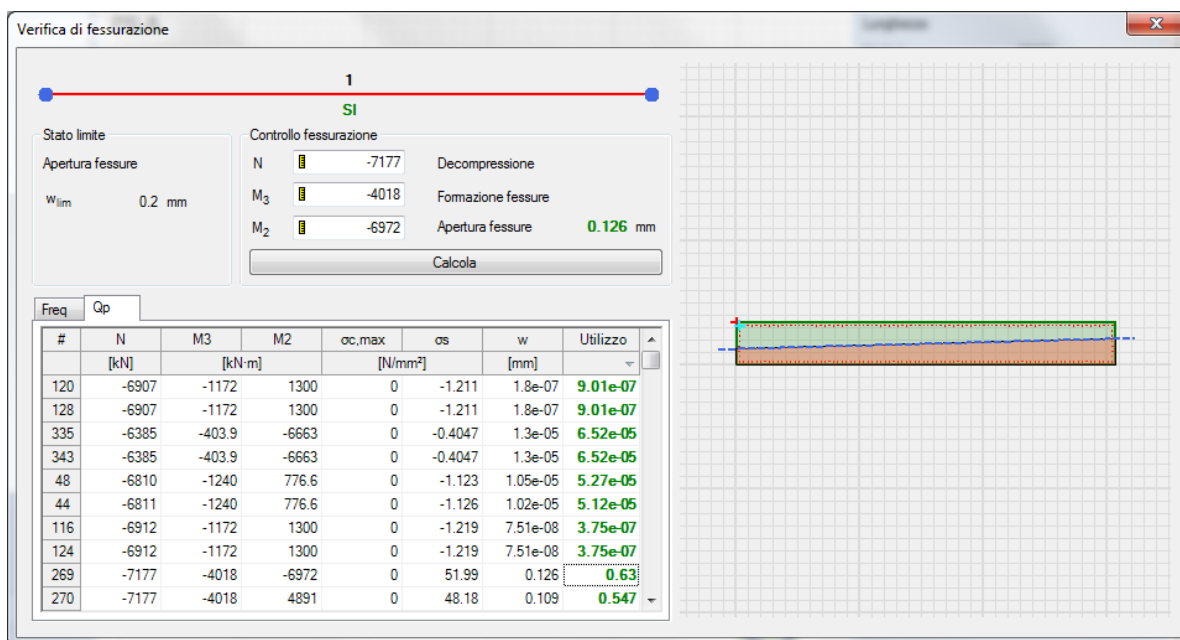 Verifica di fessurazione
1
SI
Stato limite
Apertura fessure
wlim 0.2 mm
Controllo fessurazione
N -7177 Decompressione
M3 -4018 Formazione fessure
M2 -6972 Apertura fessure 0.126 mm
Calcola
Freq Qp
# N M3 M2 σc,max σs w Utilizzo
[kN] [kN·m] [N/mm²] [mm]
120 -6907 -1172 1300 0 -1.211 1.8e-07 9.01e-07
128 -6907 -1172 1300 0 -1.211 1.8e-07 9.01e-07
335 -6385 -403.9 -6663 0 -0.4047 1.3e-05 6.52e-05
343 -6385 -403.9 -6663 0 -0.4047 1.3e-05 6.52e-05
48 -6810 -1240 776.6 0 -1.123 1.05e-05 5.27e-05
44 -6811 -1240 776.6 0 -1.126 1.02e-05 5.12e-05
116 -6912 -1172 1300 0 -1.219 7.51e-08 3.75e-07
124 -6912 -1172 1300 0 -1.219 7.51e-08 3.75e-07
269 -7177 -4018 -6972 0 51.99 0.126 0.63
270 -7177 -4018 4891 0 48.18 0.109 0.547